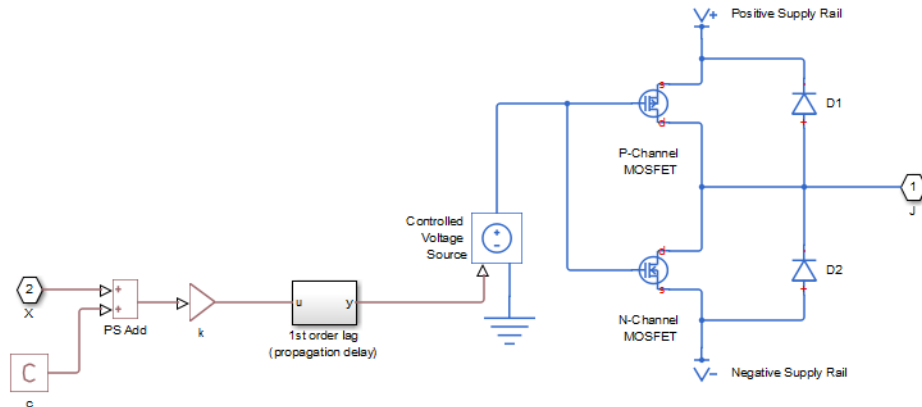 V+
Positive Supply Rail
s
d
D1
+
P-Channel
MOSFET
Controlled
Voltage
Source
+
-
1
J
d
s
D2
+
N-Channel
MOSFET
V-
Negative Supply Rail
2
X
+
+
PS Add
k
u
y
1st order lag
(propagation delay)
C